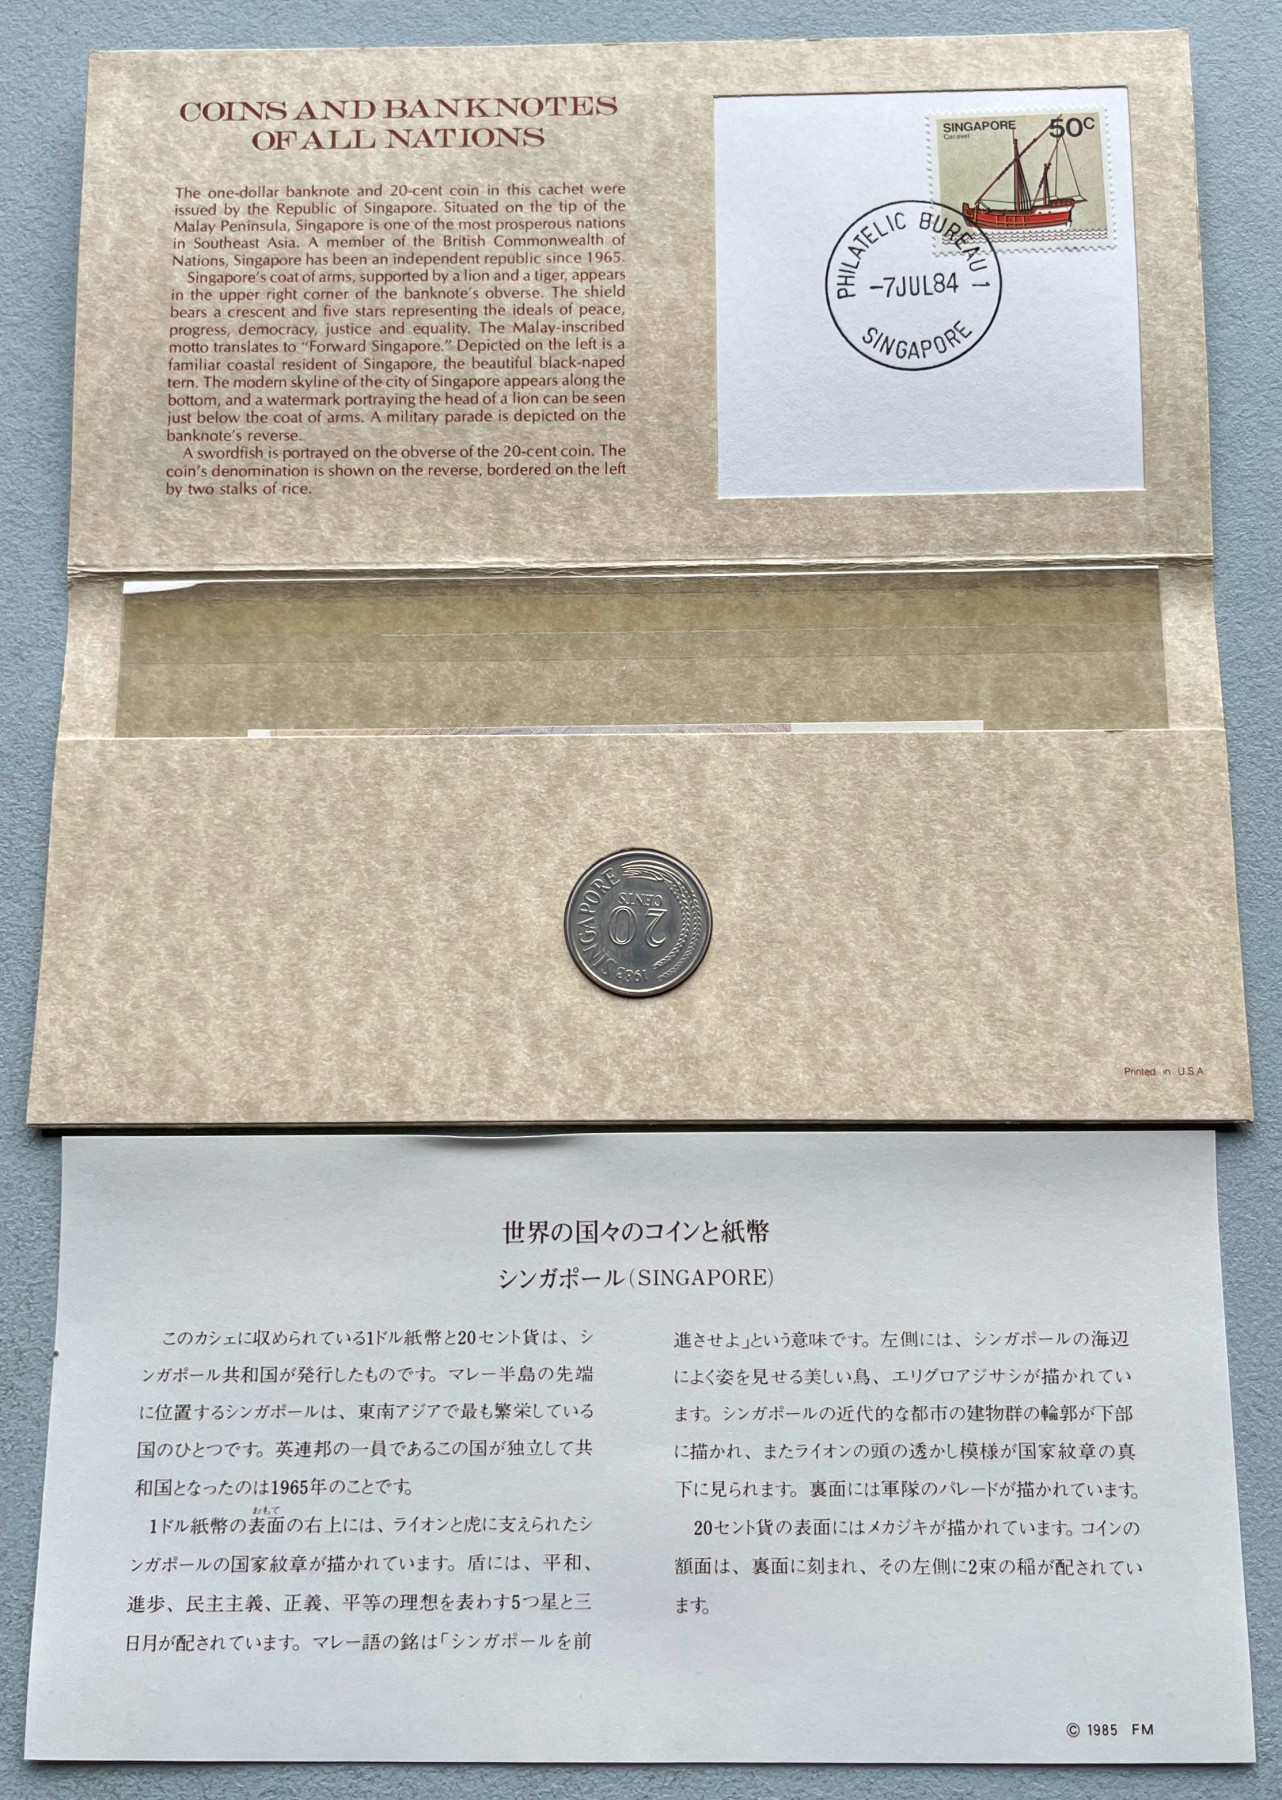 COINS AND BANKNOTES
OF ALL NATIONS
The one-dollar banknote and 20-cent coin in this cachet were
issued by the Republic of Singapore. Situated on the tip of the
Malay Peninsula, Singapore is one of the most prosperous nations
in Southeast Asia. A member of the British Commonwealth of
Nations, Singapore has been an independent republic since 1965.
Singapore's coat of arms, supported by a lion and a tiger, appears
in the upper right corner of the banknote's obverse. The shield
bears a crescent and five stars representing the ideals of peace,
progress, democracy, justice and equality. The Malay-inscribed
motto translates to "Forward Singapore." Depicted on the left is a
familiar coastal resident of Singapore, the beautiful black-naped
tern. The modern skyline of the city of Singapore appears along the
bottom, and a watermark portraying the head of a lion can be seen
just below the coat of arms. A military parade is depicted on the
banknote's reverse.
A swordfish is portrayed on the obverse of the 20-cent coin. The
coin's denomination is shown on the reverse, bordered on the left
by two stalks of rice.
SINGAPORE 50c
Caravel
PHILATELIC BUREAU 1
-7JUL84
SINGAPORE
1983
20
CENTS
SINGAPORE
Printed in U.S.A.
世界の国々のコインと紙幣
シンガポール(SINGAPORE)
このカシェに収められている1ドル紙幣と20セント貨は、シ
ンガポール共和国が発行したものです。マレー半島の先端
に位置するシンガポールは、東南アジアで最も繁栄している
国のひとつです。英連邦の一員であるこの国が独立して共
和国となったのは1965年のことです。
おもて
1ドル紙幣の表面の右上には、ライオンと虎に支えられたシ
ンガポールの国家紋章が描かれています。盾には、平和、
進歩、民主主義、正義、平等の理想を表わす5つ星と三
日月が配されています。マレー語の銘は「シンガポールを前
進させよ」という意味です。左側には、シンガポールの海辺
によく姿を見せる美しい鳥、エリグロアジサシが描かれてい
ます。シンガポールの近代的な都市の建物群の輪郭が下部
に描かれ、またライオンの頭の透かし模様が国家紋章の真
下に見られます。裏面には軍隊のパレードが描かれています。
20セント貨の表面にはメカジキが描かれています。コインの
額面は、裏面に刻まれ、その左側に2束の稲が配されてい
ます。
© 1985 FM